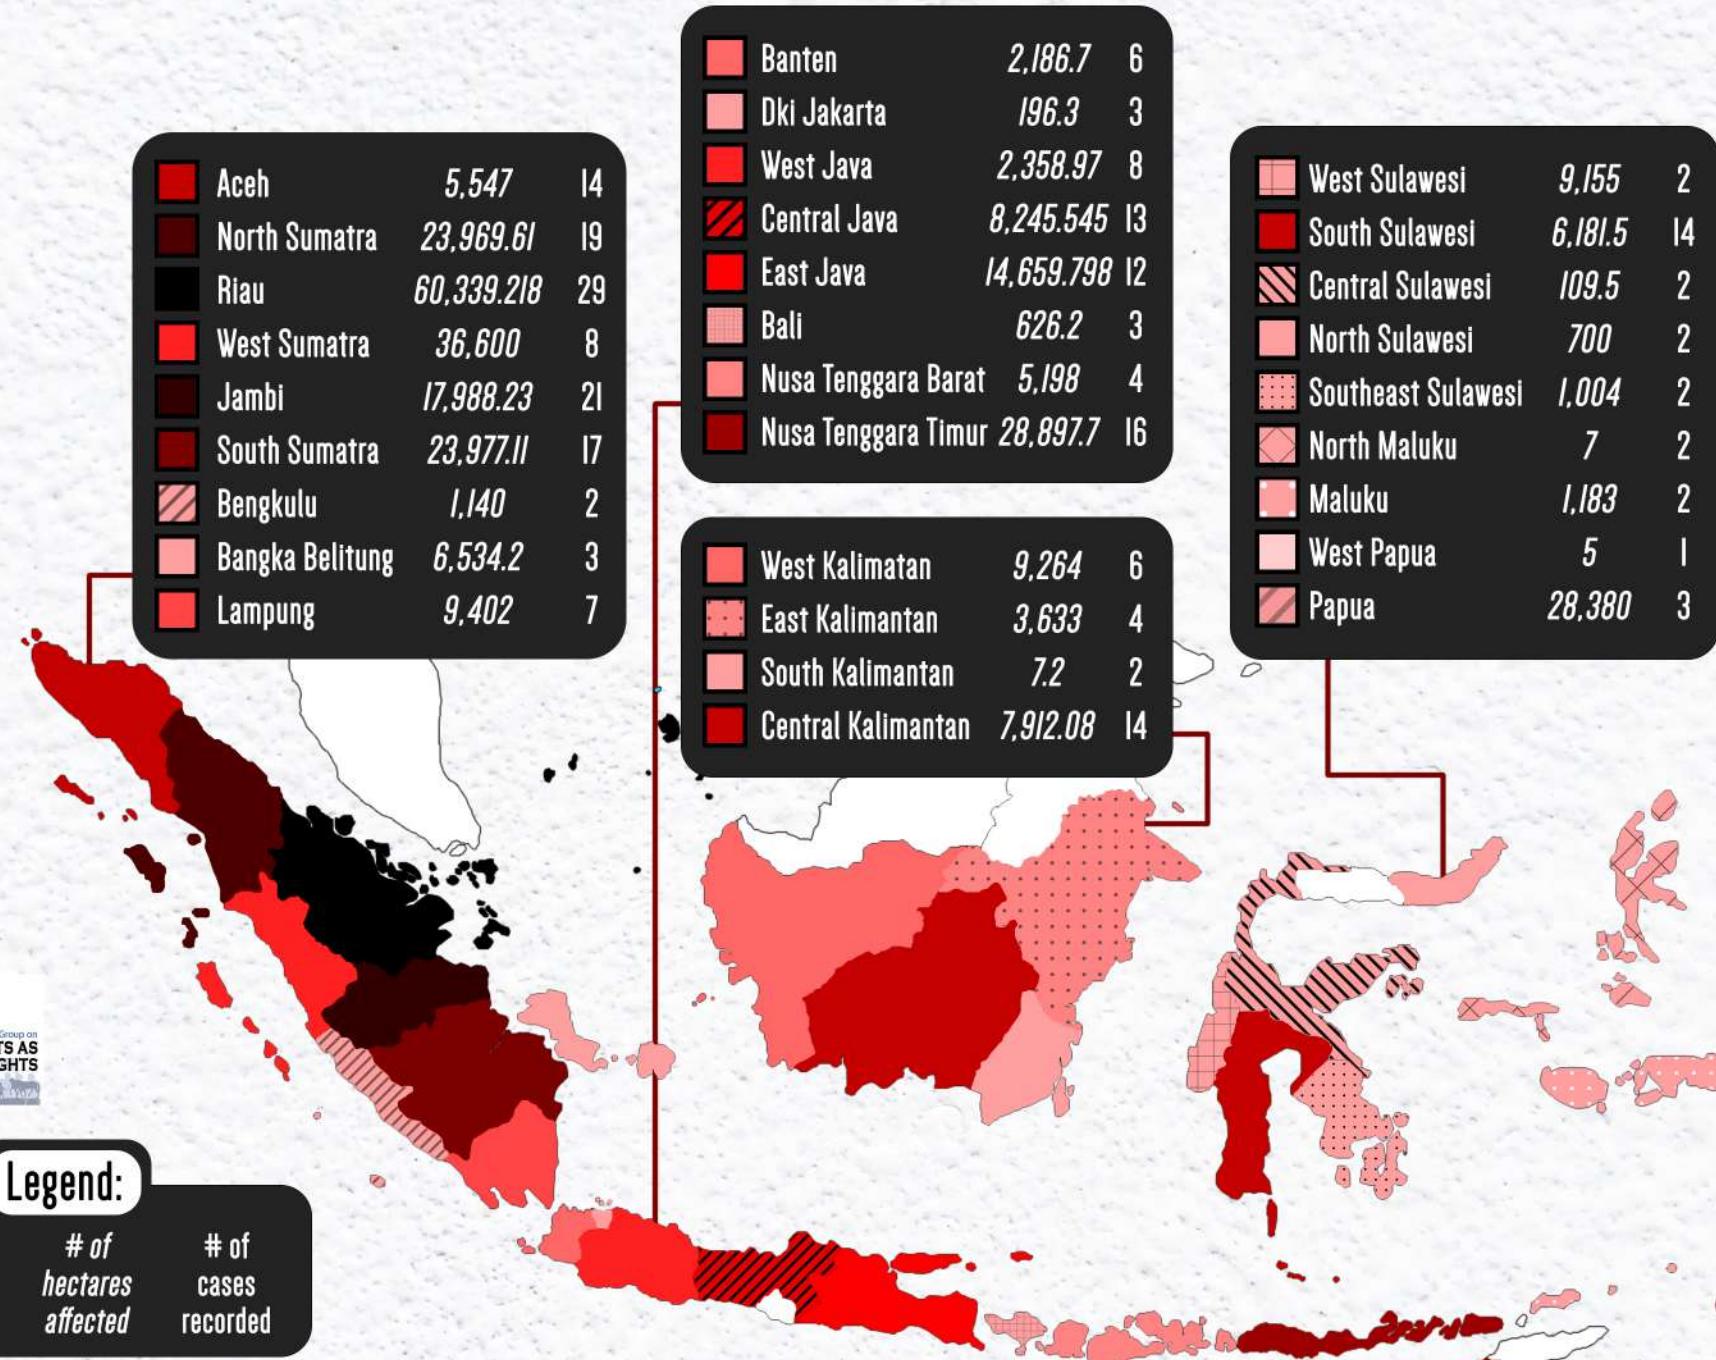 Banten 2,186.7 6
Dki Jakarta 196.3 3
West Java 2,358.97 8
Central Java 8,245.545 13
East Java 14,659.798 12
Bali 626.2 3
Nusa Tenggara Barat 5,198 4
Nusa Tenggara Timur 28,897.7 16
Aceh 5,547 14
North Sumatra 23,969.61 19
Riau 60,339.218 29
West Sumatra 36,600 8
Jambi 17,988.23 21
South Sumatra 23,977.11 17
Bengkulu 1,140 2
Bangka Belitung 6,534.2 3
Lampung 9,402 7
West Sulawesi 9,155 2
South Sulawesi 6,181.5 14
Central Sulawesi 109.5 2
North Sulawesi 700 2
Southeast Sulawesi 1,004 2
North Maluku 7 2
Maluku 1,183 2
West Papua 5 1
Papua 28,380 3
West Kalimatan 9,264 6
East Kalimantan 3,633 4
South Kalimantan 7.2 2
Central Kalimantan 7,912.08 14
Group on
TS AS
GHTS
Legend:
# of
hectares
affected
# of
cases
recorded